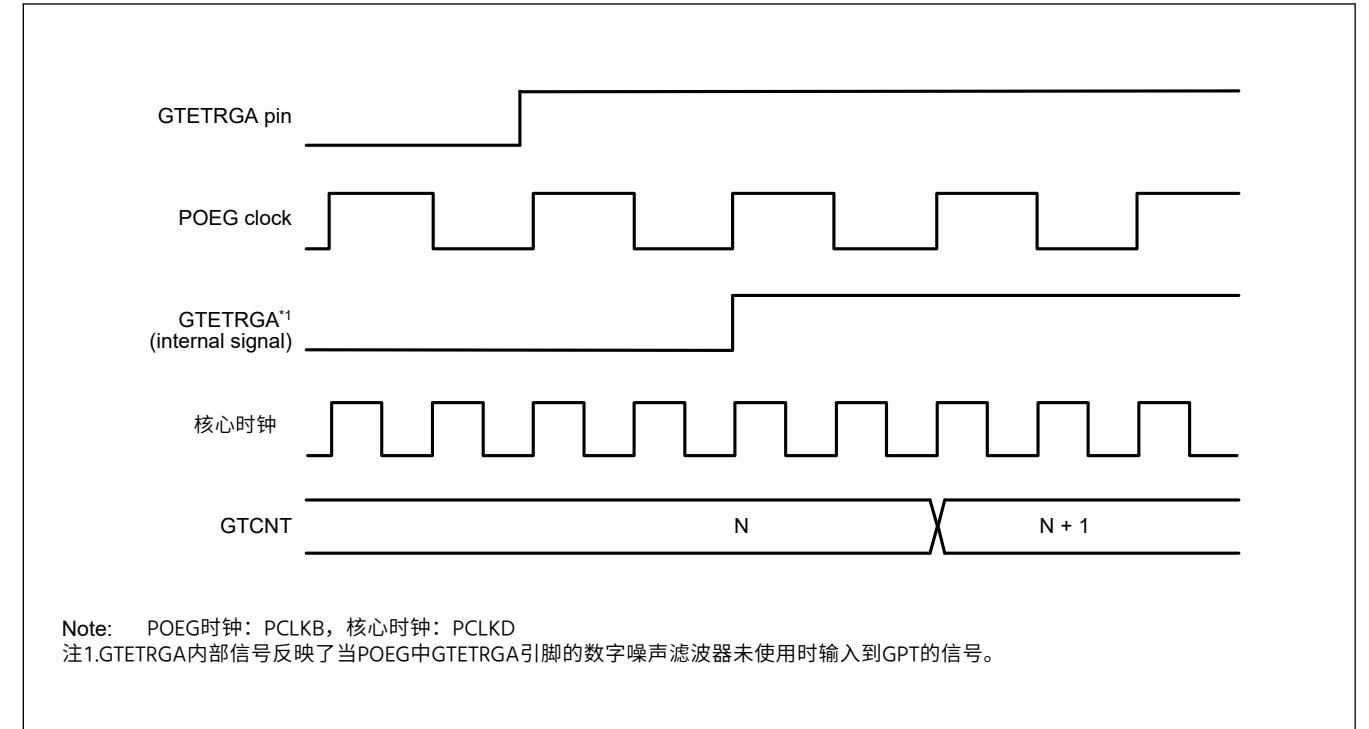 GTETRGA pin
POEG clock
GTETRGA*1
(internal signal)
核心时钟
GTCNT
N
N + 1
Note: POEG时钟：PCLKB，核心时钟：PCLKD
注1.GTETRGA内部信号反映了当POEG中GTETRGA引脚的数字噪声滤波器未使用时输入到GPT的信号。